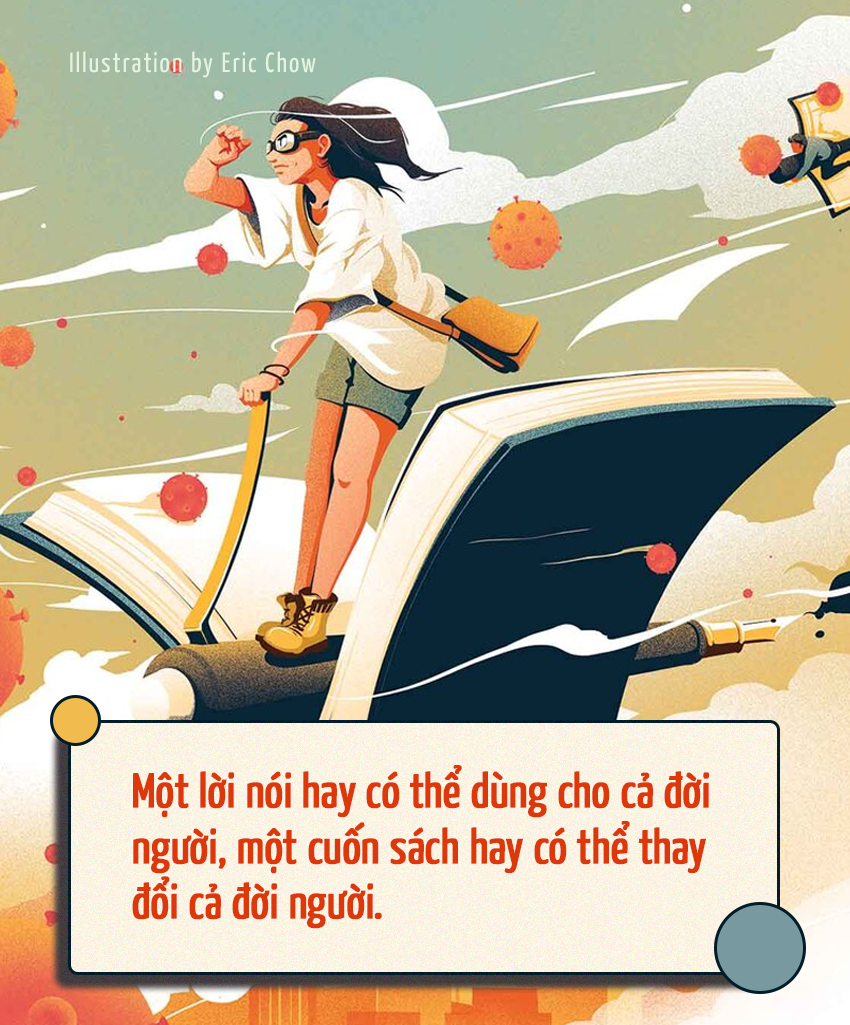 Illustration by Eric Chow
Một lời nói hay có thể dùng cho cả đời
người, một cuốn sách hay có thể thay
đổi cả đời người.